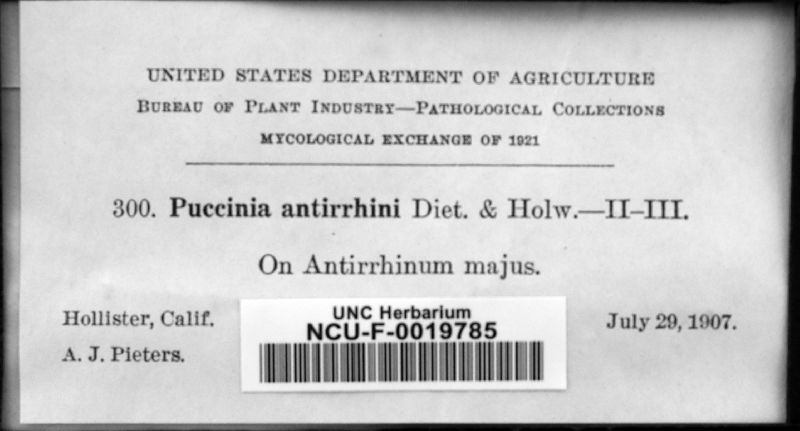 UNITED STATES DEPARTMENT OF AGRICULTURE
BUREAU OF PLANT INDUSTRY—PATHOLOGICAL COLLECTIONS
MYCOLOGICAL EXCHANGE OF 1921
300. Puccinia antirrhini Diet. & Holw.—II–III.
On Antirrhinum majus.
Hollister, Calif.
July 29, 1907.
A. J. Pieters.
UNC Herbarium
NCU-F-0019785